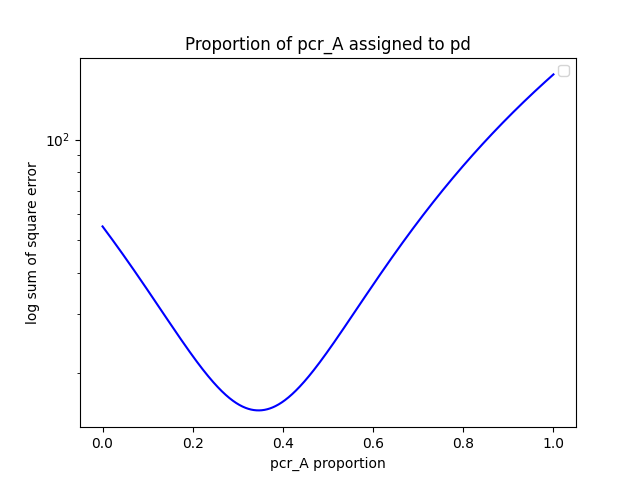 Proportion of pcr_A assigned to pd
10²
log sum of square error
0.0 0.2 0.4 0.6 0.8 1.0
pcr_A proportion